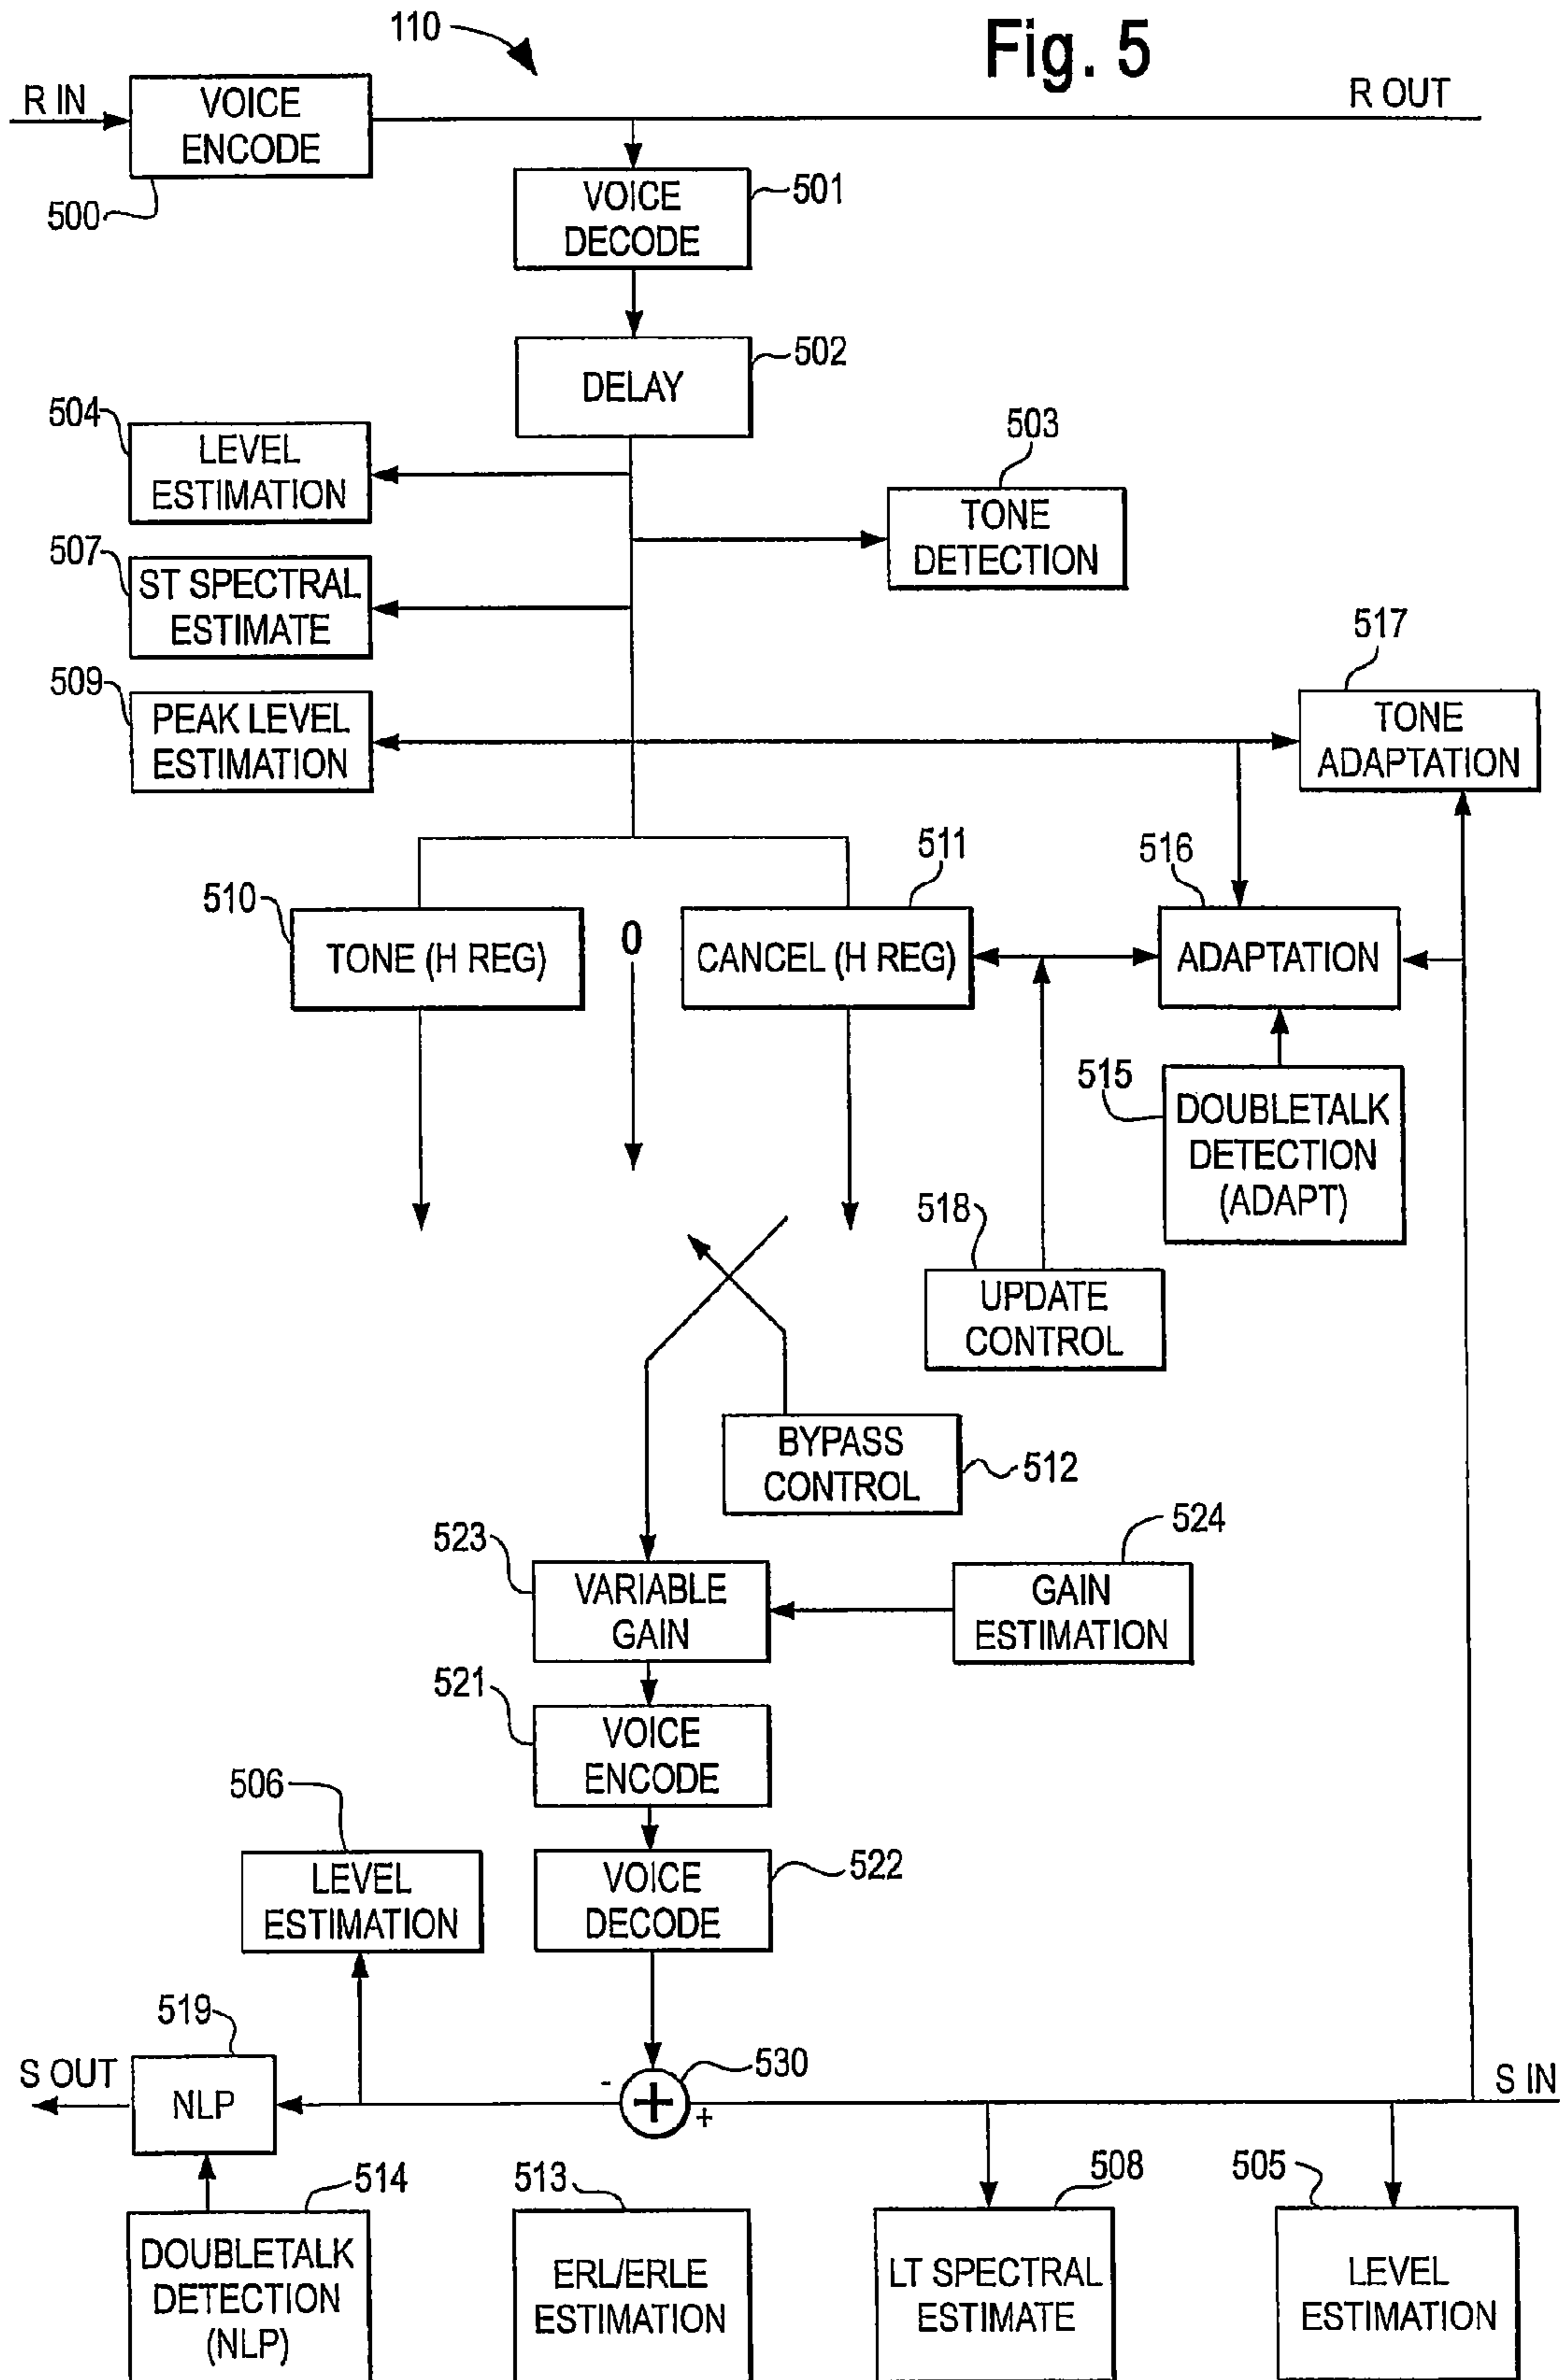 Fig. 5
110
R IN
VOICE
ENCODE
R OUT
500
VOICE
DECODE
501
DELAY
502
504
LEVEL
ESTIMATION
503
TONE
DETECTION
507
ST SPECTRAL
ESTIMATE
517
509
PEAK LEVEL
ESTIMATION
TONE
ADAPTATION
510
TONE (H REG)
0
511
CANCEL (H REG)
516
ADAPTATION
515
DOUBLETALK
DETECTION
(ADAPT)
518
UPDATE
CONTROL
BYPASS
CONTROL
512
523
VARIABLE
GAIN
524
GAIN
ESTIMATION
521
VOICE
ENCODE
506
LEVEL
ESTIMATION
VOICE
DECODE
522
519
S OUT
NLP
-
+
+
530
S IN
514
DOUBLETALK
DETECTION
(NLP)
513
ERL/ERLE
ESTIMATION
508
LT SPECTRAL
ESTIMATE
505
LEVEL
ESTIMATION